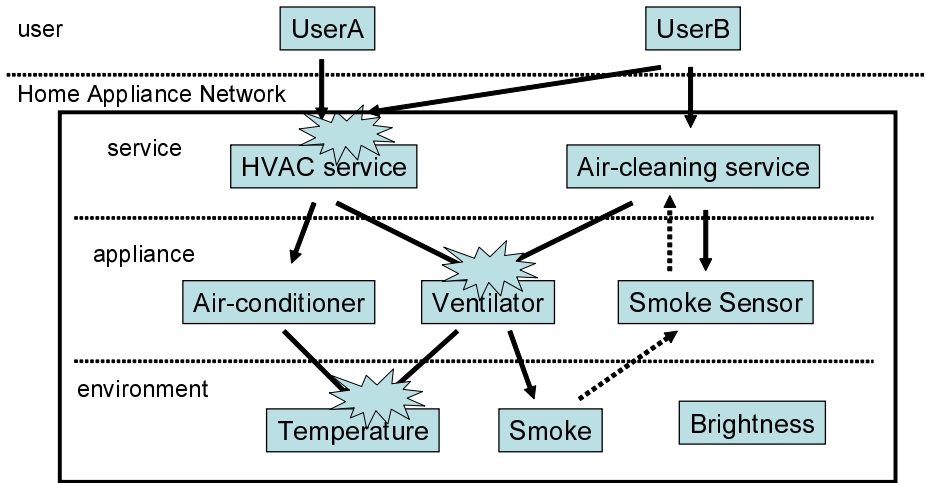 user
UserA
UserB
Home Appliance Network
service
HVAC service
Air-cleaning service
appliance
Air-conditioner
Ventilator
Smoke Sensor
environment
Temperature
Smoke
Brightness